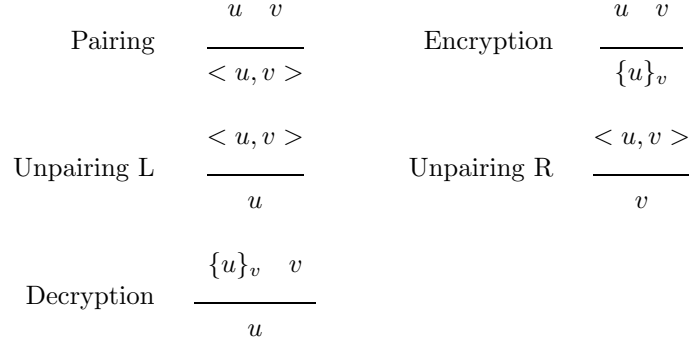 u v
Pairing
< u, v >
u v
Encryption
{u}_v
< u, v >
Unpairing L
u
< u, v >
Unpairing R
v
{u}_v v
Decryption
u